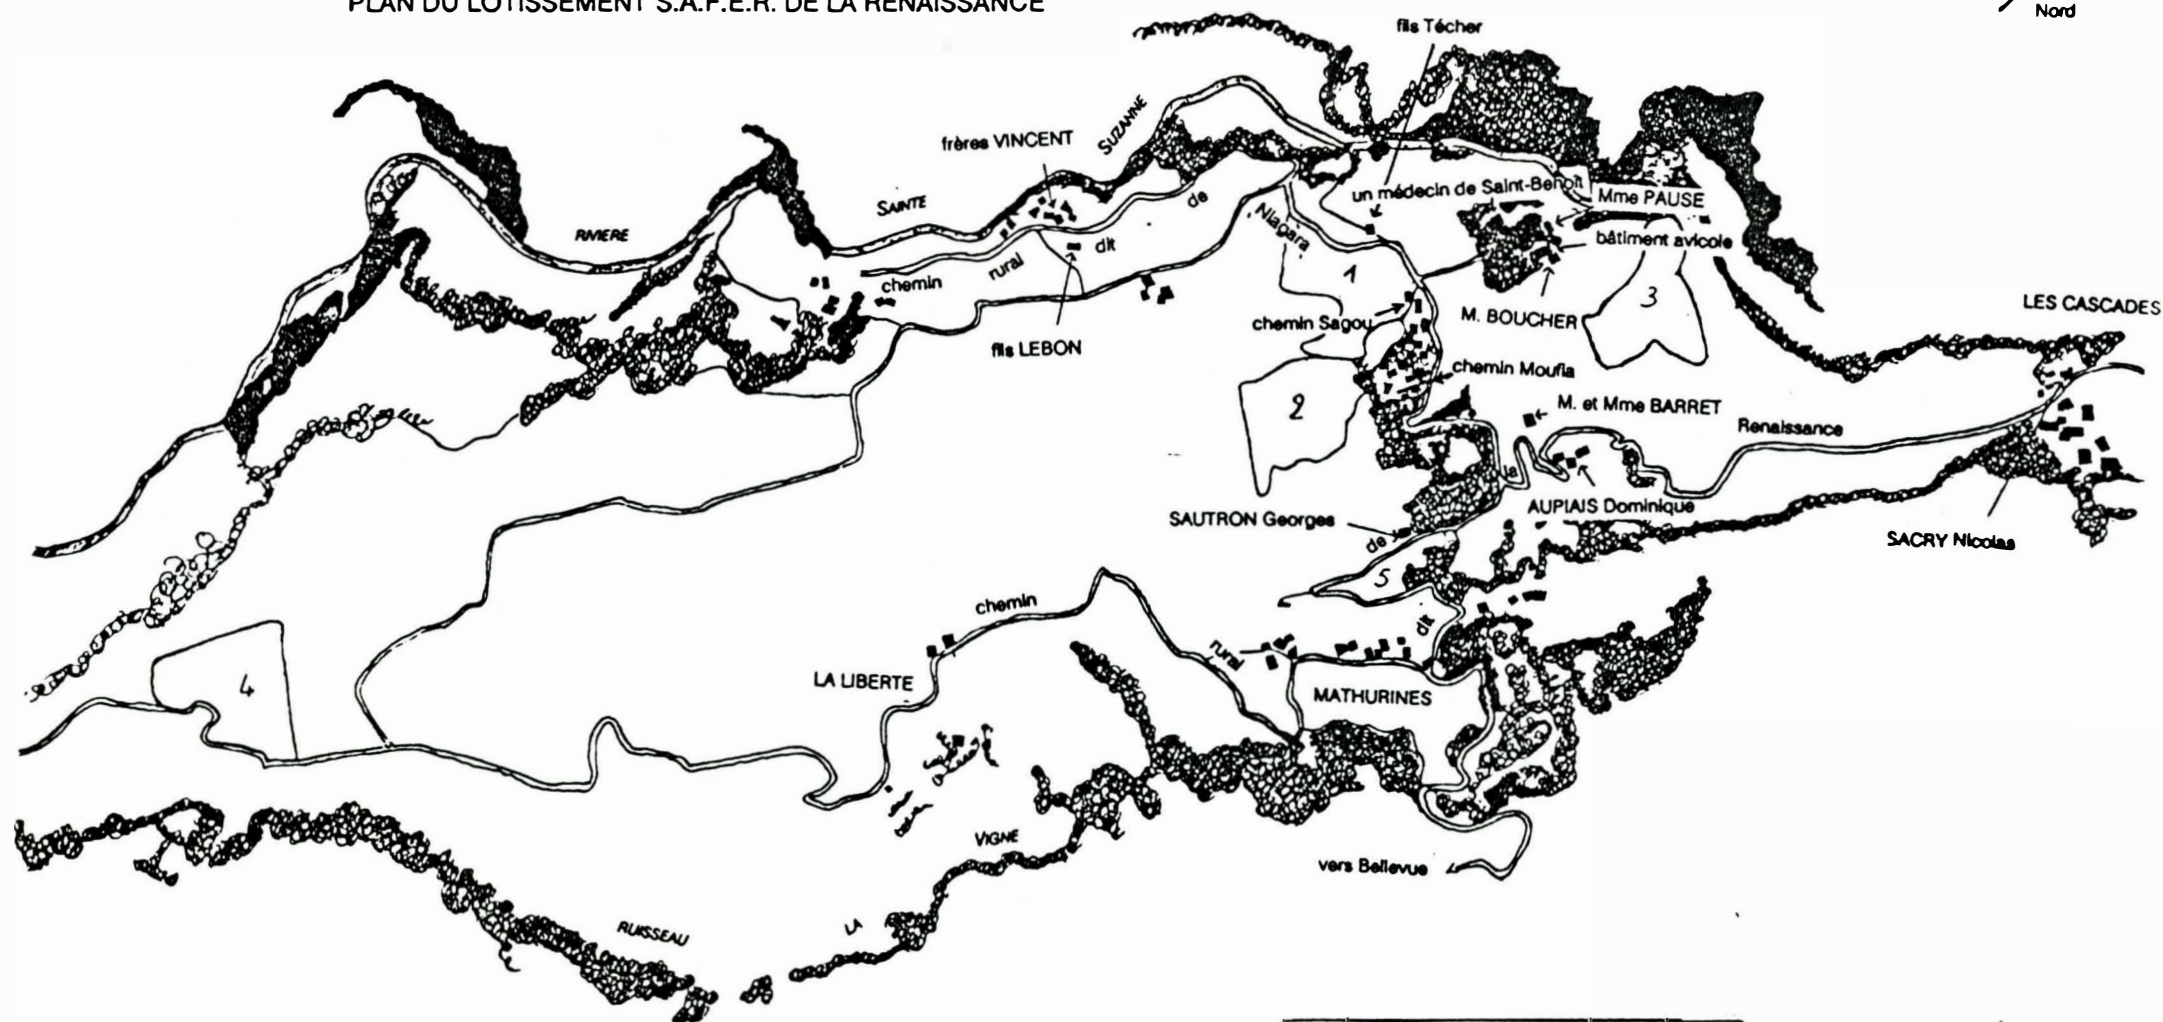 PLAN DU LOTISSEMENT S.A.F.E.R. DE LA RENAISSANCE
Nord
fils Técher
frères VINCENT
SUZANNE
SAINTE
RIVIERE
un médecin de Saint-Benoît
Mme PAUSE
bâtiment avicole
de
Niagara
dit
rural
chemin
1
3
LES CASCADES
M. BOUCHER
chemin Sagou
fils LEBON
chemin Moufia
2
M. et Mme BARRET
Renaissance
la
AUPIAIS Dominique
SAUTRON Georges
de
SACRY Nicolas
5
chemin
dit
rural
LA LIBERTE
4
MATHURINES
VIGNE
vers Bellevue
LA
RUISSEAU